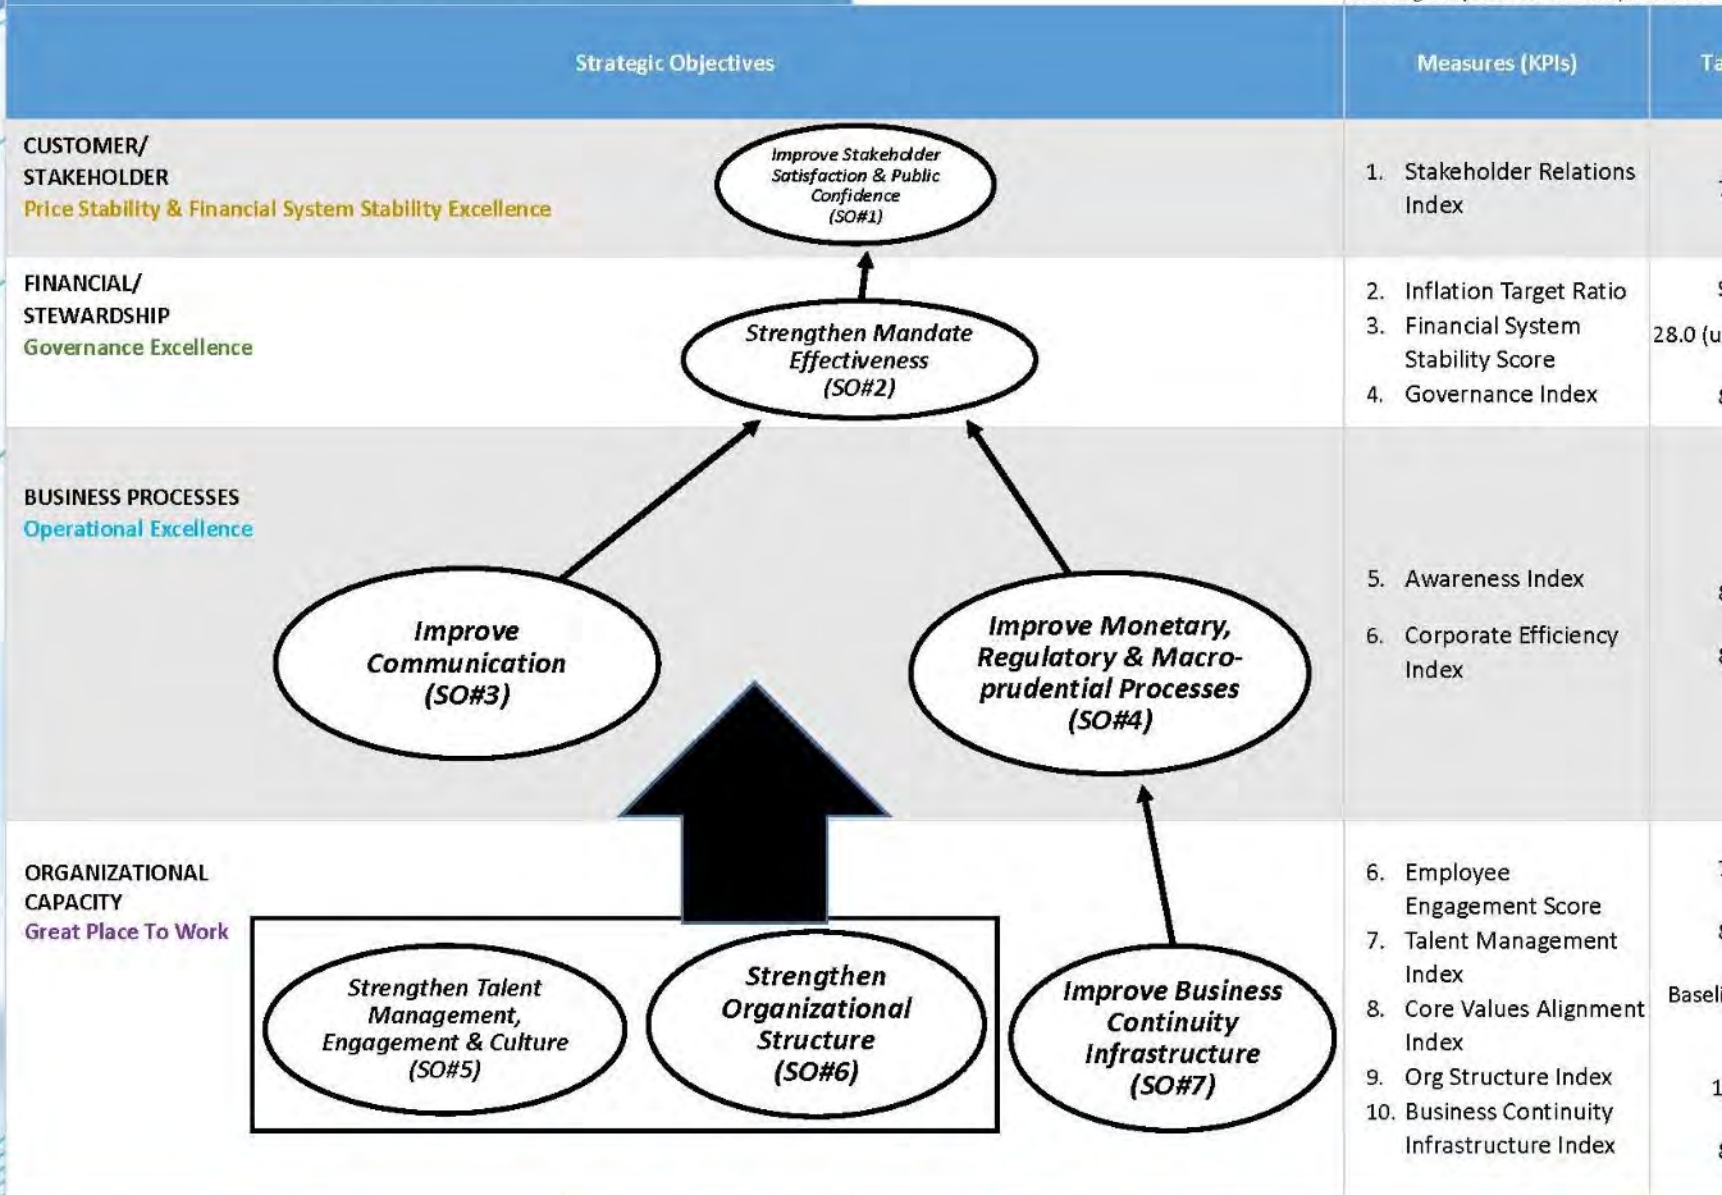 Strategic Objectives
Measures (KPIs)
CUSTOMER/
STAKEHOLDER
Price Stability & Financial System Stability Excellence
Improve Stakeholder
Satisfaction & Public
Confidence
(SO#1)
1. Stakeholder Relations
Index
FINANCIAL/
STEWARDSHIP
Governance Excellence
Strengthen Mandate
Effectiveness
(SO#2)
2. Inflation Target Ratio
3. Financial System
Stability Score
4. Governance Index
28.0
BUSINESS PROCESSES
Operational Excellence
Improve
Communication
(SO#3)
Improve Monetary,
Regulatory & Macro-
prudential Processes
(SO#4)
5. Awareness Index
6. Corporate Efficiency
Index
ORGANIZATIONAL
CAPACITY
Great Place To Work
Strengthen Talent
Management,
Engagement & Culture
(SO#5)
Strengthen
Organizational
Structure
(SO#6)
Improve Business
Continuity
Infrastructure
(SO#7)
6. Employee
Engagement Score
7. Talent Management
Index
8. Core Values Alignment
Index
9. Org Structure Index
10. Business Continuity
Infrastructure Index